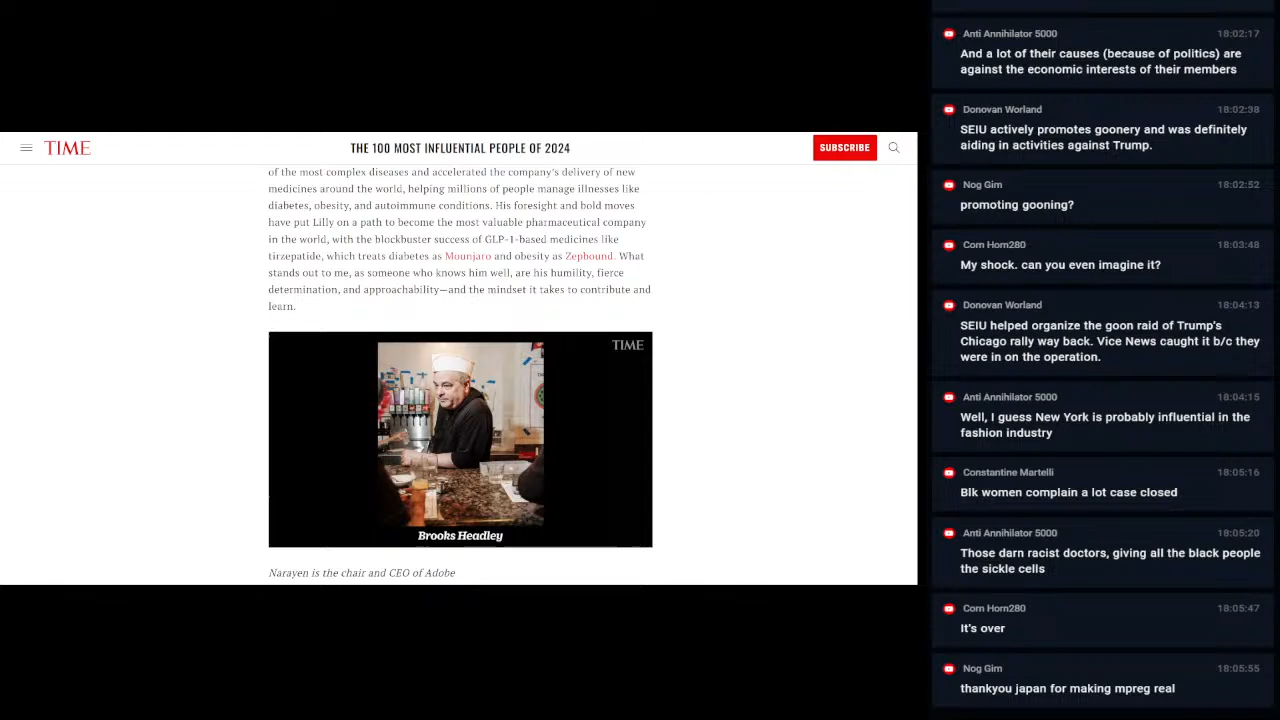 TIME
THE 100 MOST INFLUENTIAL PEOPLE OF 2024
SUBSCRIBE
of the most complex diseases and accelerated the company's delivery of new
medicines around the world, helping millions of people manage illnesses like
diabetes, obesity, and autoimmune conditions. His foresight and bold moves
have put Lilly on a path to become the most valuable pharmaceutical company
in the world, with the blockbuster success of GLP-1-based medicines like
tirzepatide, which treats diabetes as Mounjaro and obesity as Zepbound. What
stands out to me, as someone who knows him well, are his humility, fierce
determination, and approachability—and the mindset it takes to contribute and
learn.
TIME
Brooks Headley
Narayen is the chair and CEO of Adobe
Anti Annihilator 5000 18:02:17
And a lot of their causes (because of politics) are
against the economic interests of their members
Donovan Worland 18:02:38
SEIU actively promotes goonery and was definitely
aiding in activities against Trump.
Nog Gim 18:02:52
promoting gooning?
Corn Horn280 18:03:48
My shock. can you even imagine it?
Donovan Worland 18:04:13
SEIU helped organize the goon raid of Trump's
Chicago rally way back. Vice News caught it b/c they
were in on the operation.
Anti Annihilator 5000 18:04:15
Well, I guess New York is probably influential in the
fashion industry
Constantine Martelli 18:05:16
Blk women complain a lot case closed
Anti Annihilator 5000 18:05:20
Those darn racist doctors, giving all the black people
the sickle cells
Corn Horn280 18:05:47
It's over
Nog Gim 18:05:55
thankyou japan for making mpreg real